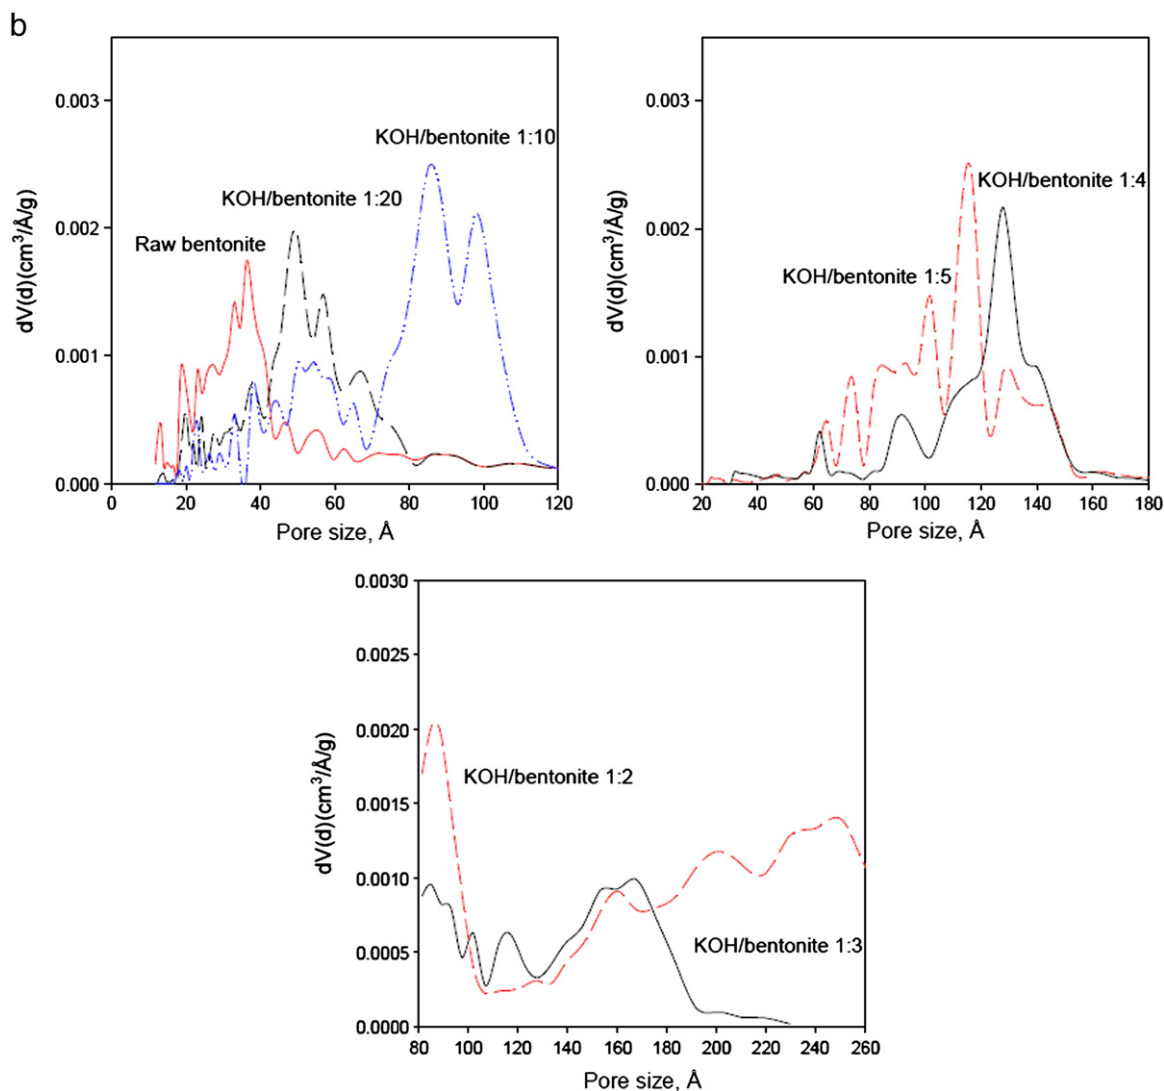 b
KOH/bentonite 1:10
KOH/bentonite 1:20
Raw bentonite
dV(d)(cm³/Å/g)
0.003
0.002
0.001
0.000
0 20 40 60 80 100 120
Pore size, Å
KOH/bentonite 1:4
KOH/bentonite 1:5
dV(d)(cm³/Å/g)
0.003
0.002
0.001
0.000
20 40 60 80 100 120 140 160 180
Pore size, Å
KOH/bentonite 1:2
KOH/bentonite 1:3
dV(d)(cm³/Å/g)
0.0030
0.0025
0.0020
0.0015
0.0010
0.0005
0.0000
80 100 120 140 160 180 200 220 240 260
Pore size, Å